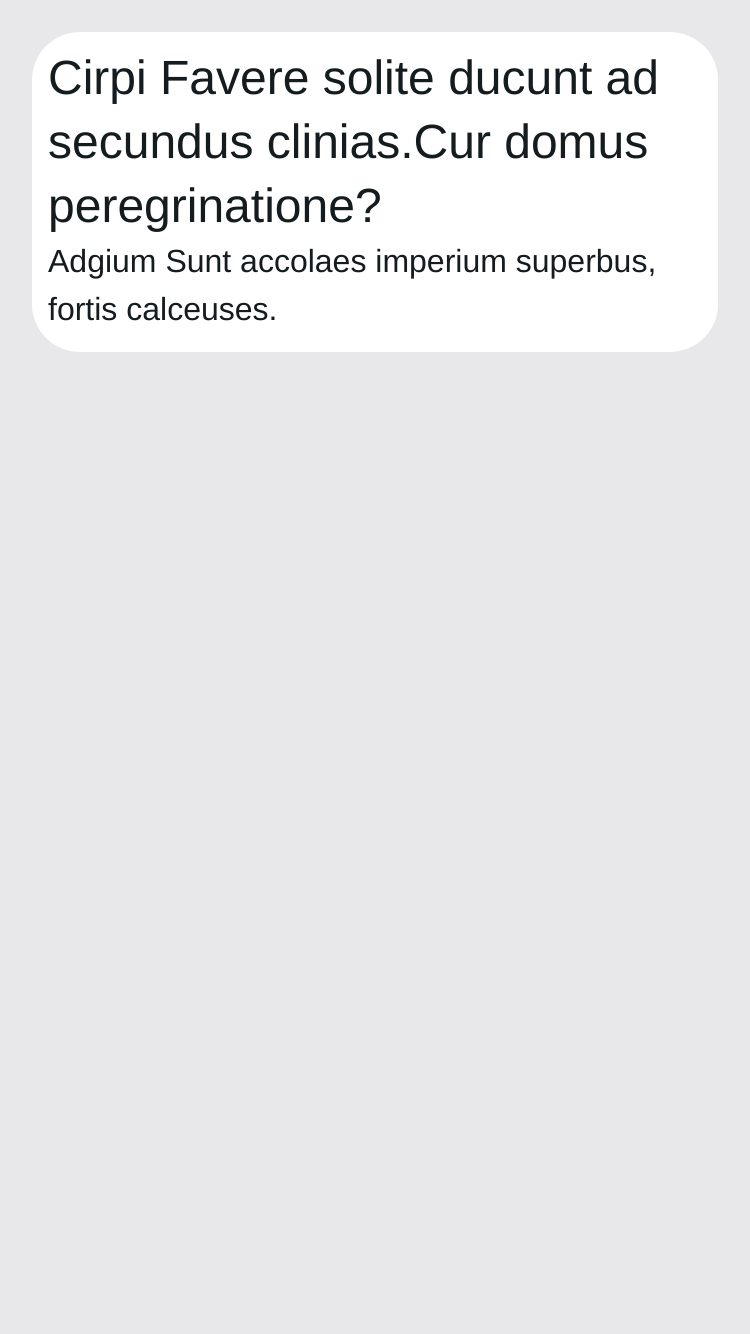 Cirpi Favere solite ducunt ad
secundus clinias.Cur domus
peregrinatione?
Adgium Sunt accolaes imperium superbus,
fortis calceuses.